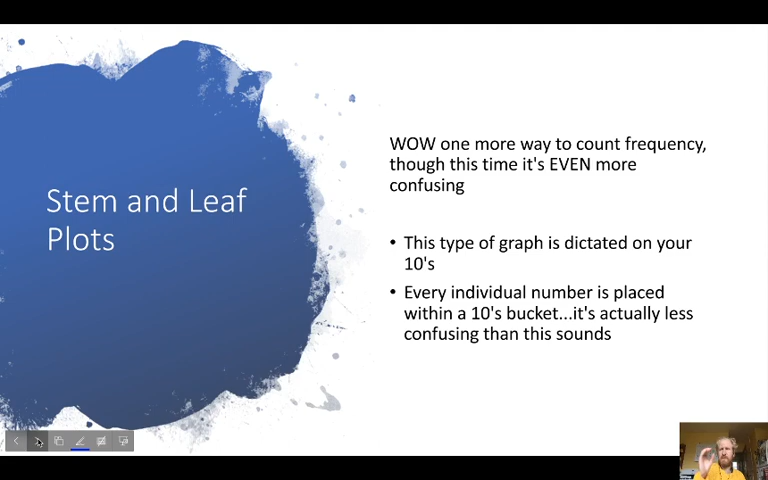 Stem and Leaf
Plots
WOW one more way to count frequency,
though this time it's EVEN more
confusing
• This type of graph is dictated on your
10's
• Every individual number is placed
within a 10's bucket...it's actually less
confusing than this sounds